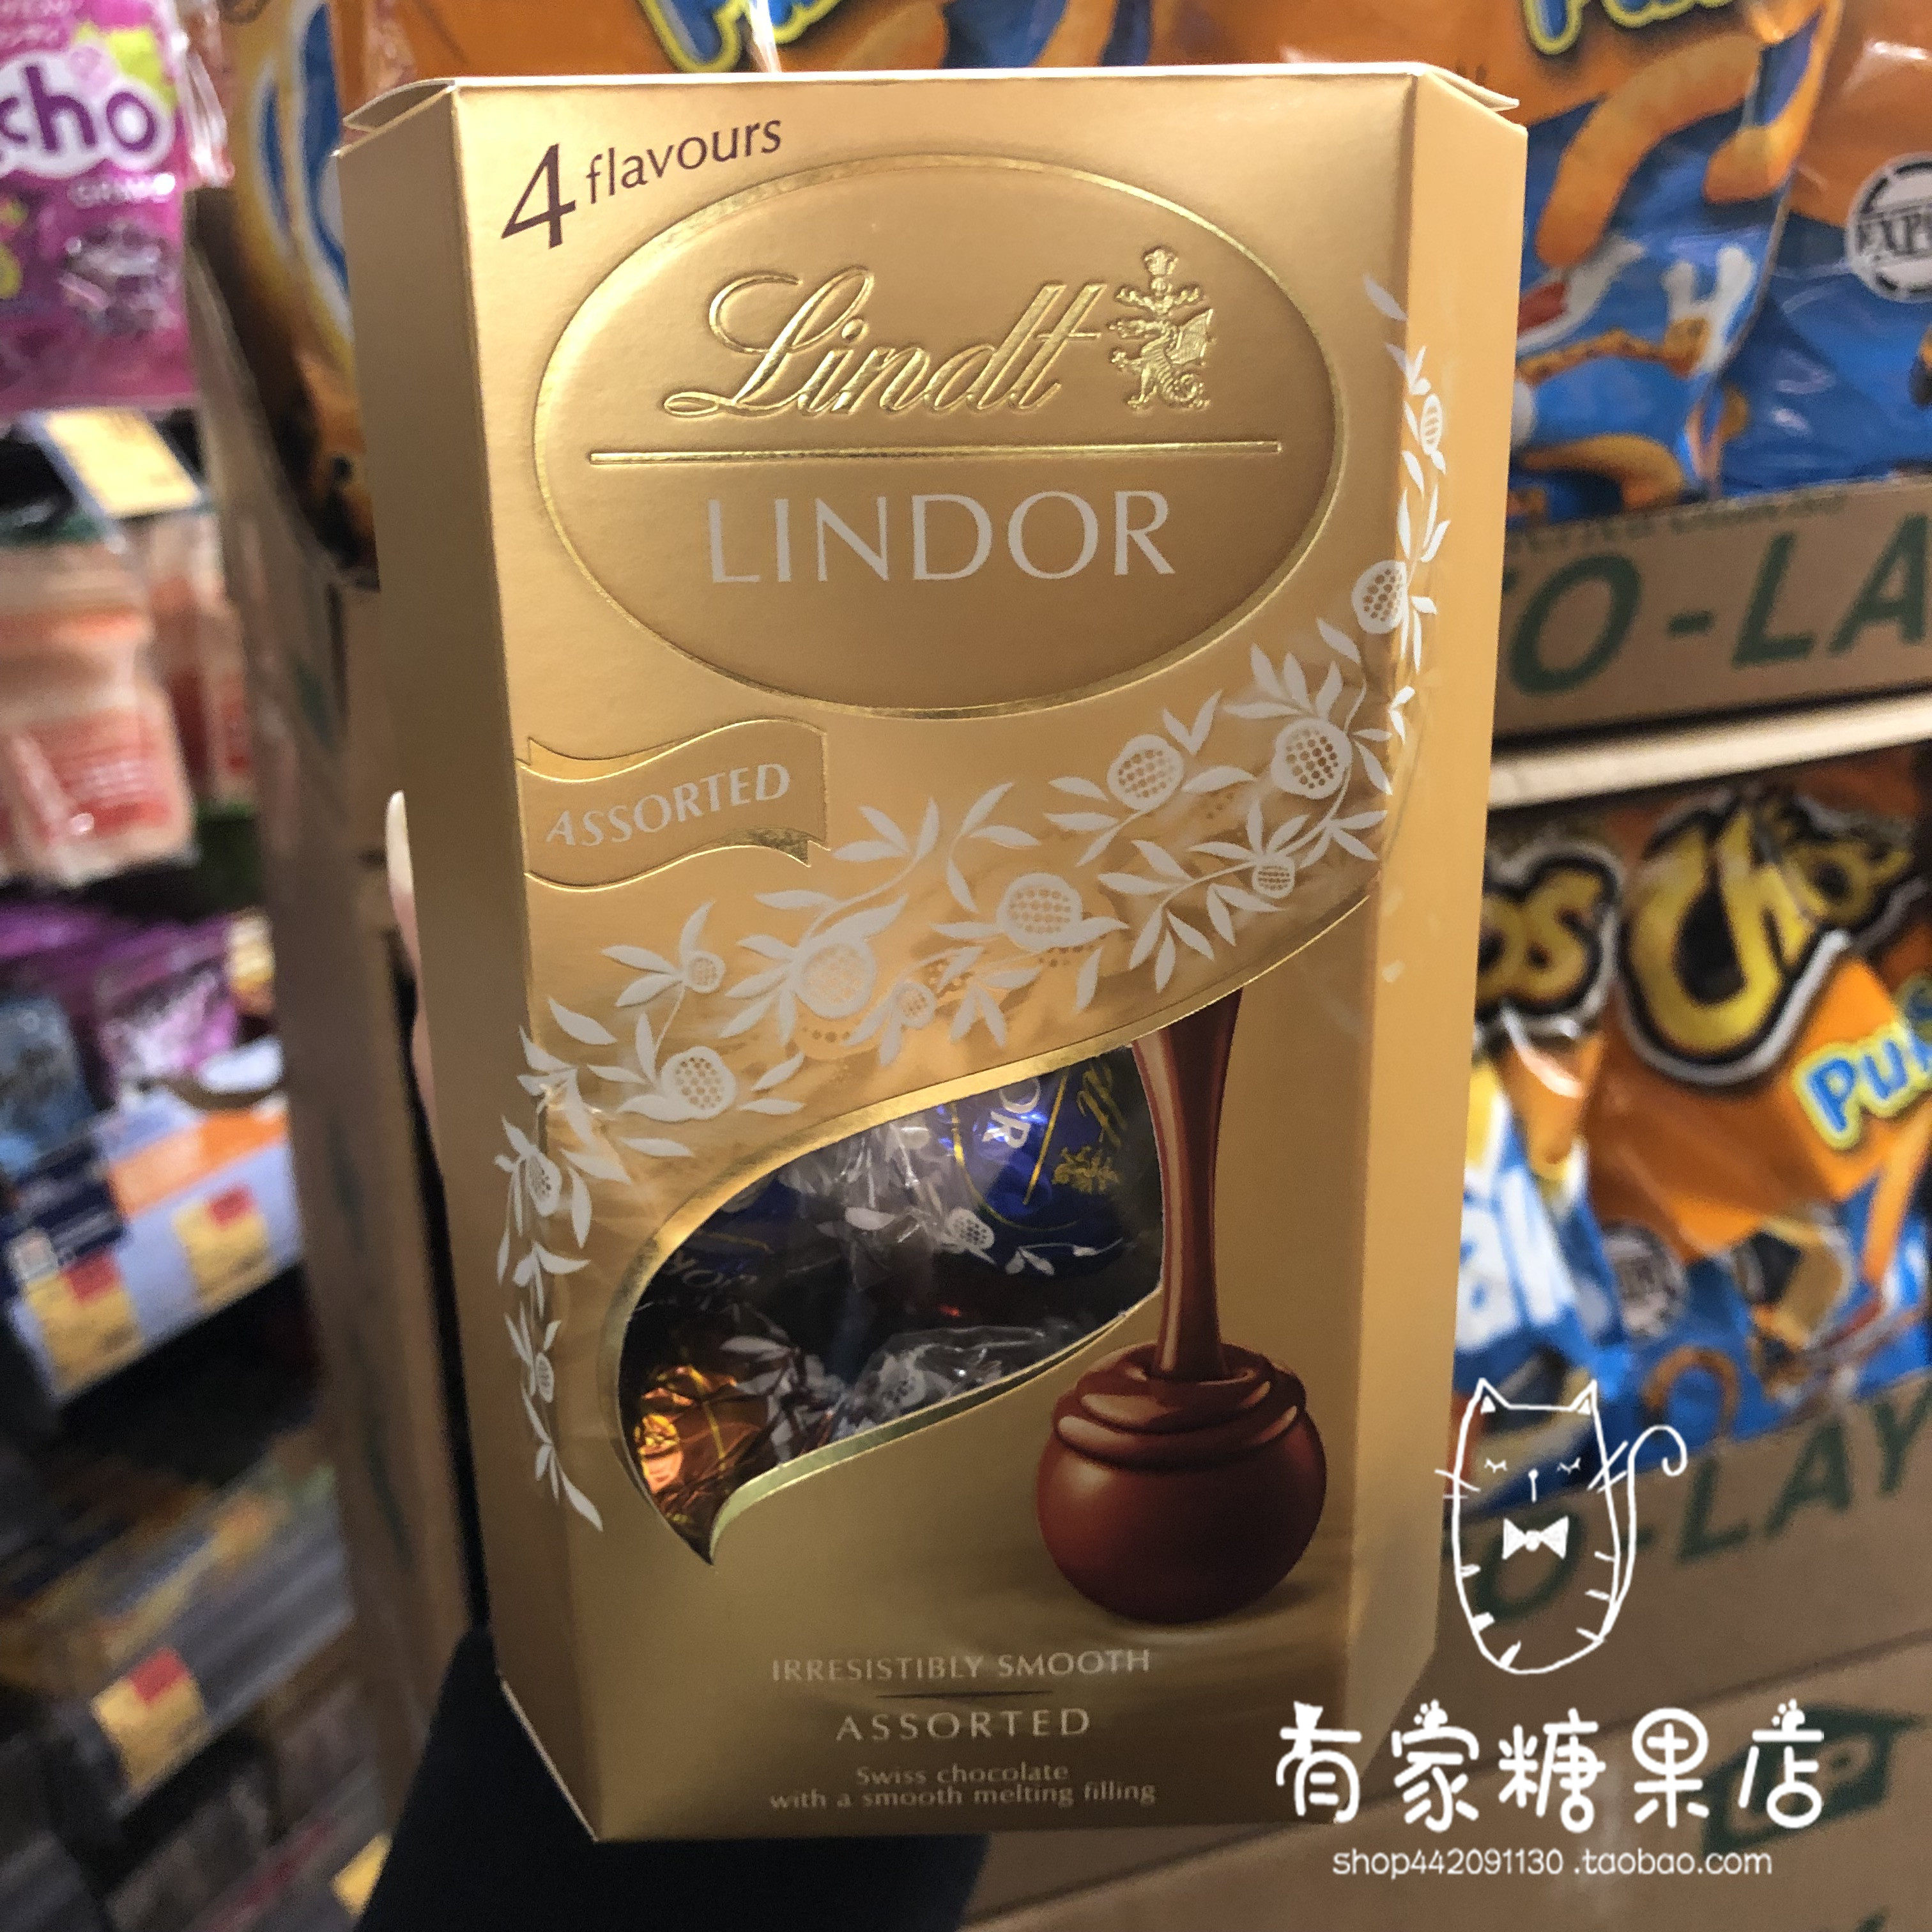 4 flavours
Lindt
LINDOR
ASSORTED
IRRESISTIBLY SMOOTH
ASSORTED
Swiss chocolate
with a smooth melting filling
有家糖果店
shop442091130.taobao.com